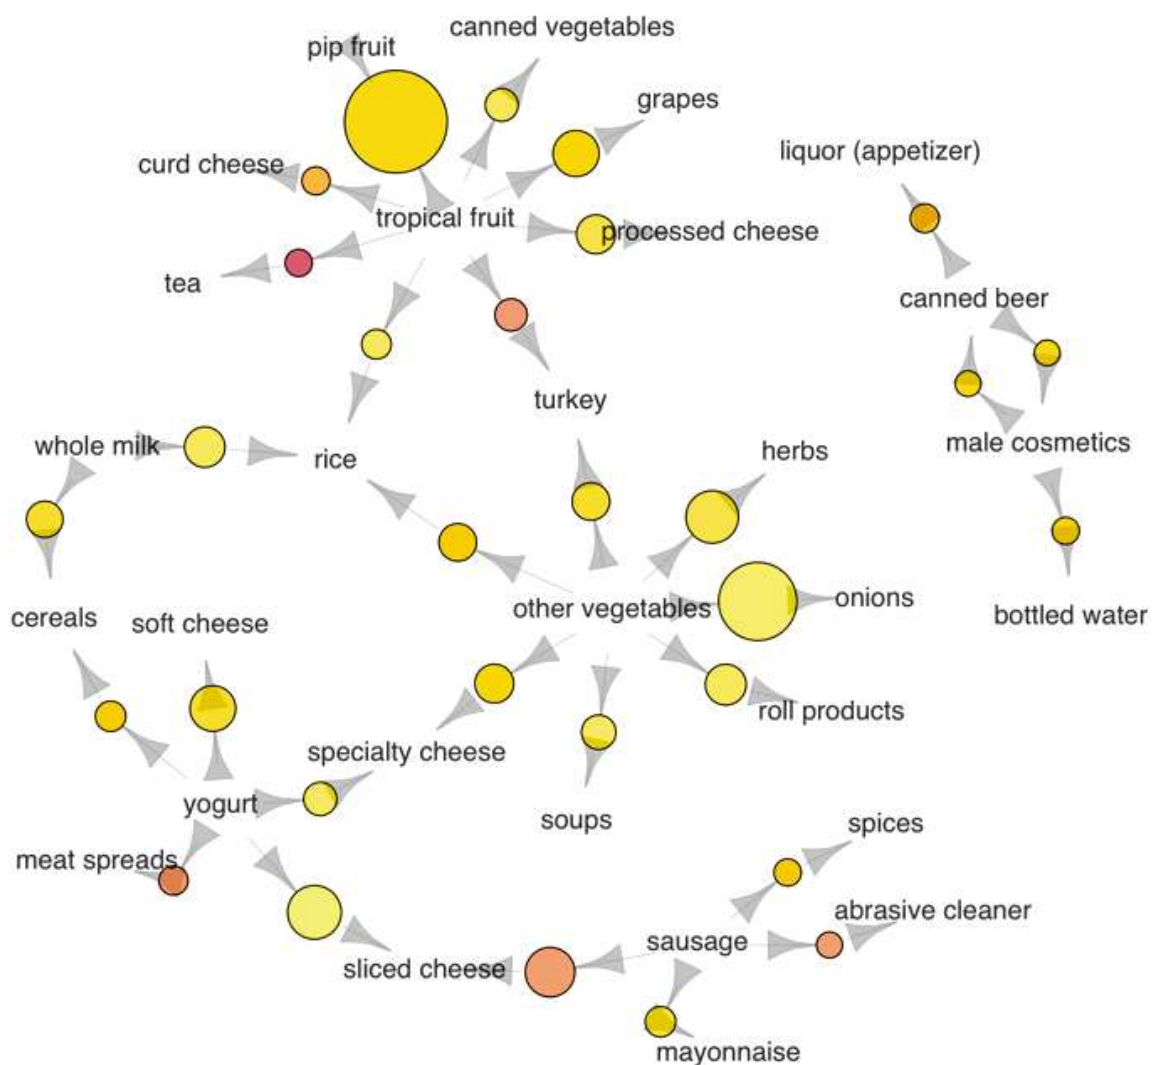 canned vegetables
pip fruit
grapes
liquor (appetizer)
curd cheese
tropical fruit
processed cheese
tea
canned beer
turkey
whole milk
rice
herbs
male cosmetics
cereals
soft cheese
other vegetables
onions
bottled water
roll products
specialty cheese
yogurt
soups
spices
meat spreads
abrasive cleaner
sausage
sliced cheese
mayonnaise